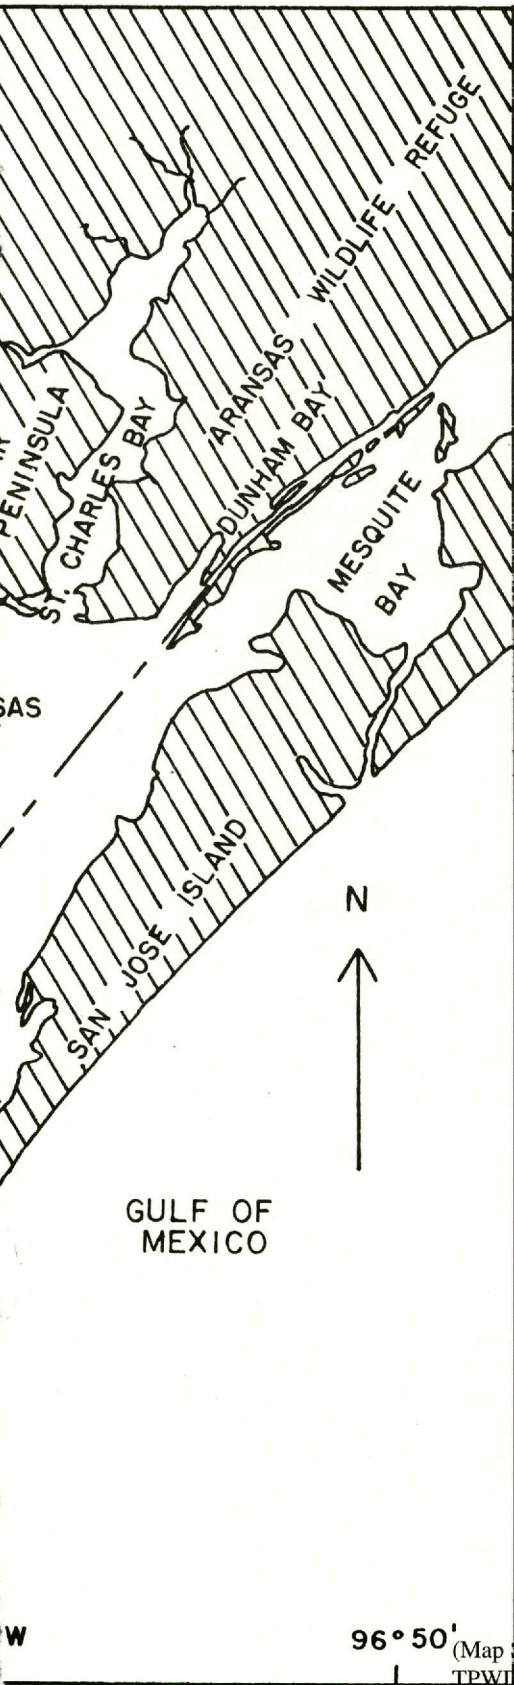 ARANSAS WILDLIFE REFUGE
PENINSULA
ST. CHARLES BAY
DUNHAM BAY
MESQUITE
BAY
SAS
SAN JOSE ISLAND
N
GULF OF
MEXICO
W
96°50'
(Map
TPWD